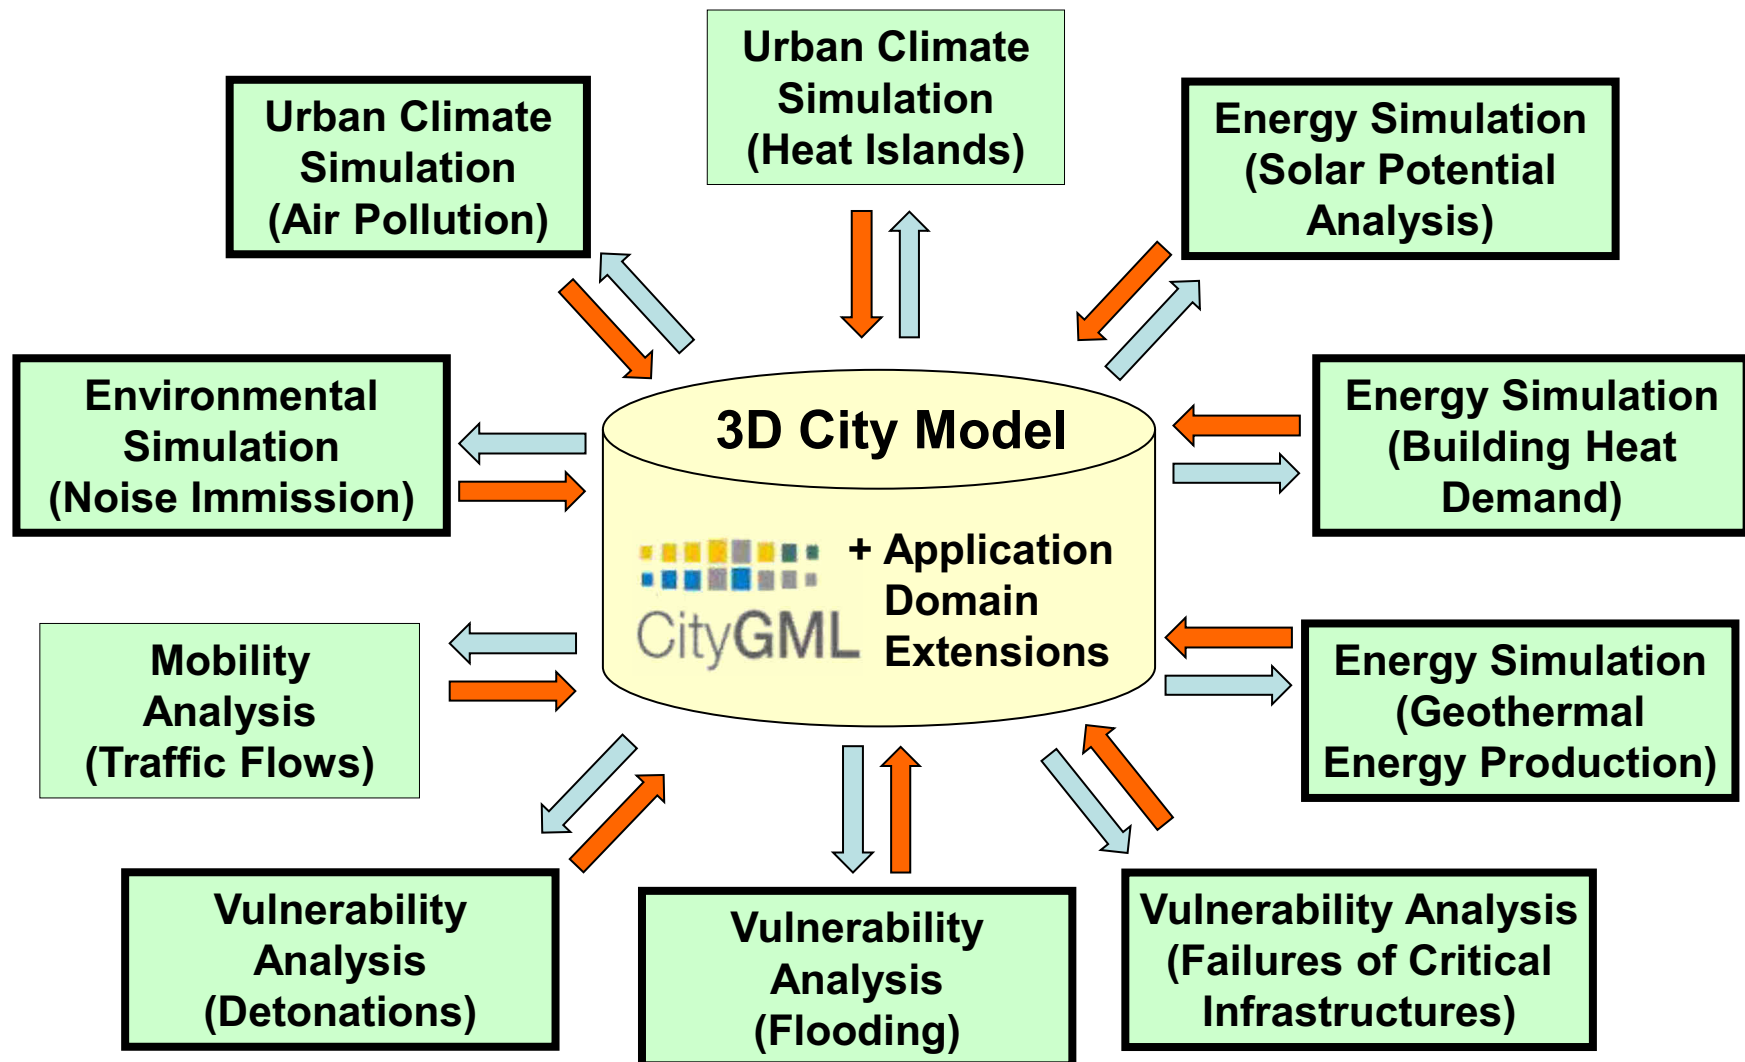 Urban Climate
Simulation
(Heat Islands)
Urban Climate
Simulation
(Air Pollution)
Energy Simulation
(Solar Potential
Analysis)
Environmental
Simulation
(Noise Immission)
3D City Model
Energy Simulation
(Building Heat
Demand)
+ Application
Domain
Extensions
CityGML
Mobility
Analysis
(Traffic Flows)
Energy Simulation
(Geothermal
Energy Production)
Vulnerability
Analysis
(Detonations)
Vulnerability
Analysis
(Flooding)
Vulnerability Analysis
(Failures of Critical
Infrastructures)